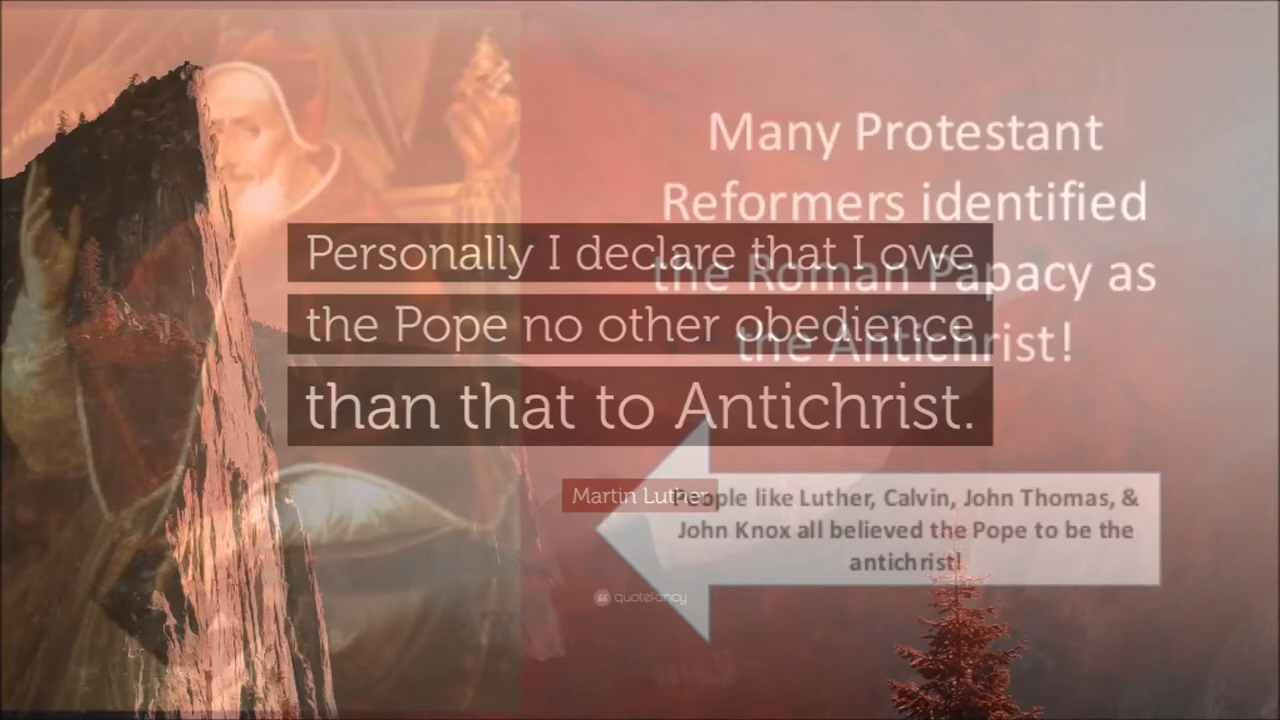 Many Protestant
Reformers identified
the Roman Papacy as
the Antichrist!
Personally I declare that I owe
the Pope no other obedience
than that to Antichrist.
Martin Luther
People like Luther, Calvin, John Thomas, &
John Knox all believed the Pope to be the
antichrist!
quotefancy